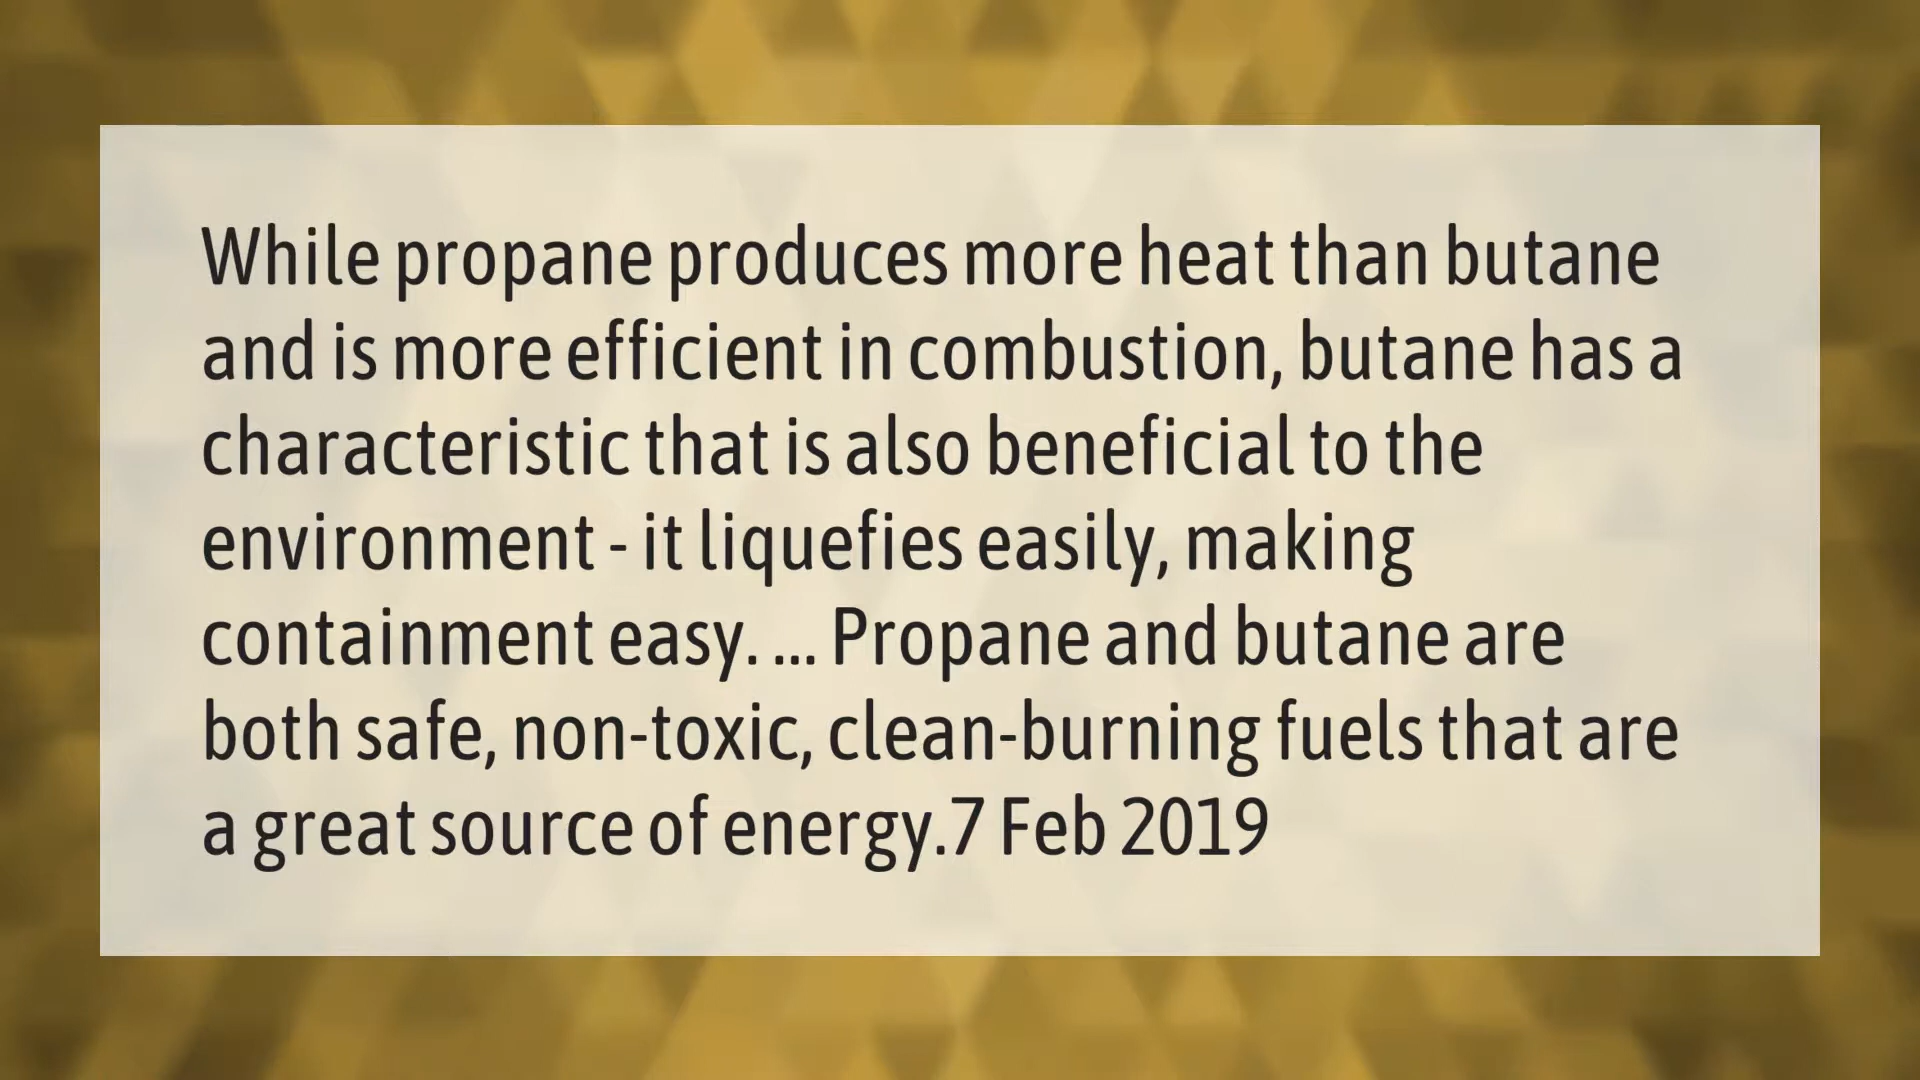 While propane produces more heat than butane
and is more efficient in combustion, butane has a
characteristic that is also beneficial to the
environment - it liquefies easily, making
containment easy. ... Propane and butane are
both safe, non-toxic, clean-burning fuels that are
a great source of energy.7 Feb 2019